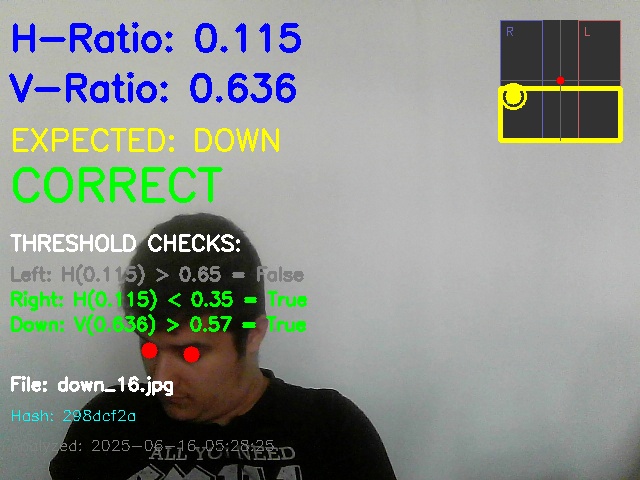 H-Ratio: 0.115
V-Ratio: 0.636
R
L
EXPECTED: DOWN
CORRECT
THRESHOLD CHECKS:
Left: H(0.115) > 0.65 = False
Right: H(0.115) < 0.35 = True
Down: V(0.636) > 0.57 = True
File: down_16.jpg
Hash: 298dcf2a
Analyzed: 2025-06-16 05:28:25
ALL YOU NEED